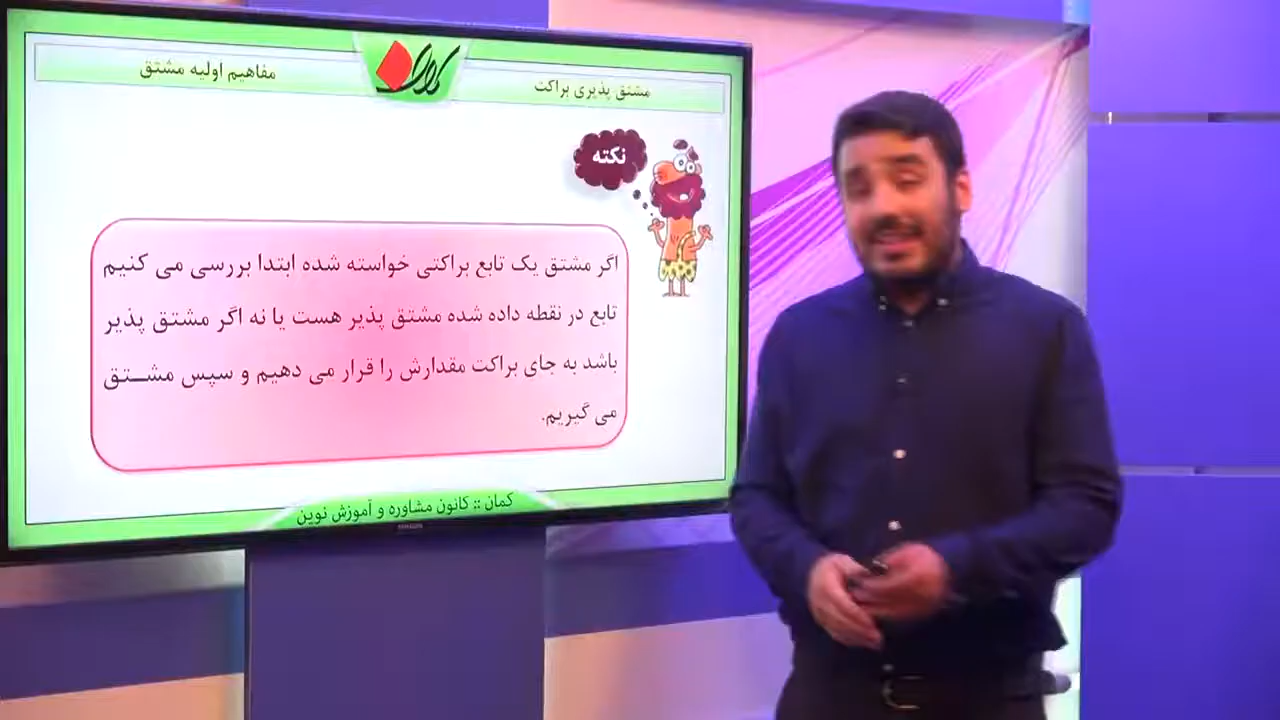 مشتق پذیری براکت
مفاهیم اولیه مشتق
نکته
اگر مشتق یک تابع براکتی خواسته شده ابتدا بررسی می کنیم
تابع در نقطه داده شده مشتق پذیر هست یا نه اگر مشتق پذیر
باشد به جای براکت مقدارش را قرار می دهیم و سپس مشــتق
می گیریم.
کمان :: کانون مشاوره و آموزش نوین
SAMSUNG